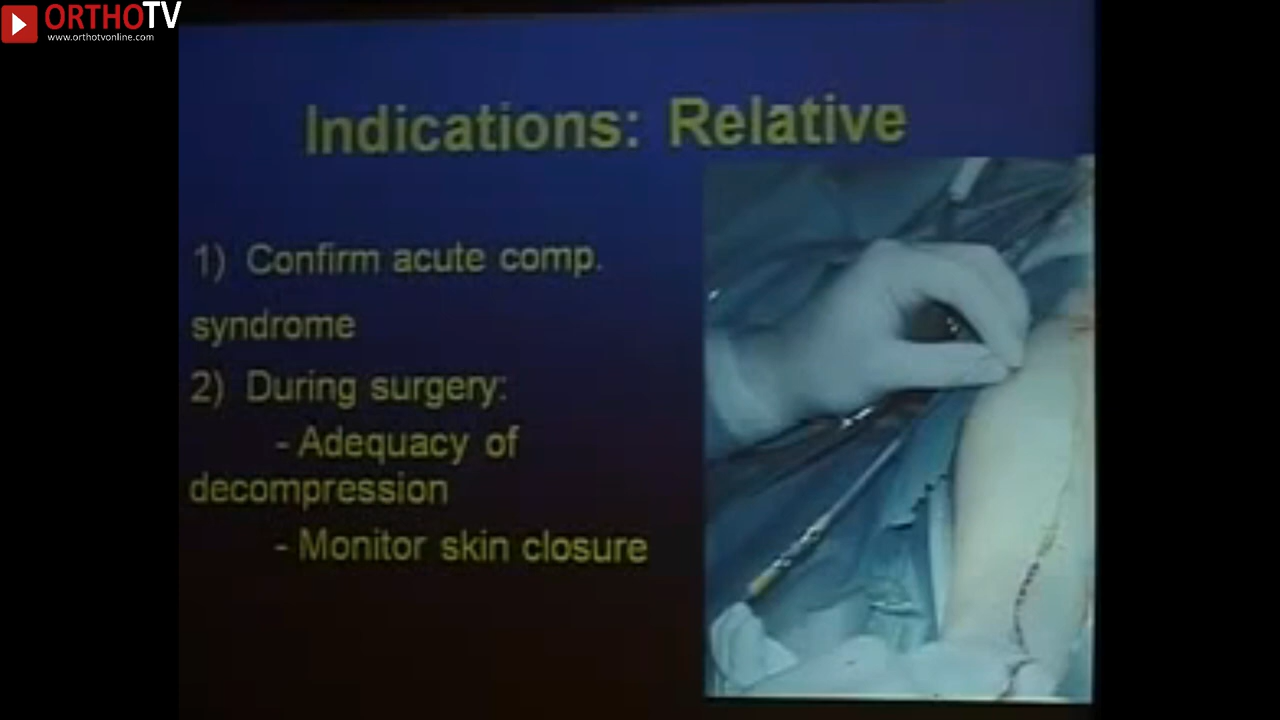 ORTHOTV
www.orthotvonline.com
Indications: Relative
1) Confirm acute comp.
syndrome
2) During surgery:
- Adequacy of
decompression
- Monitor skin closure